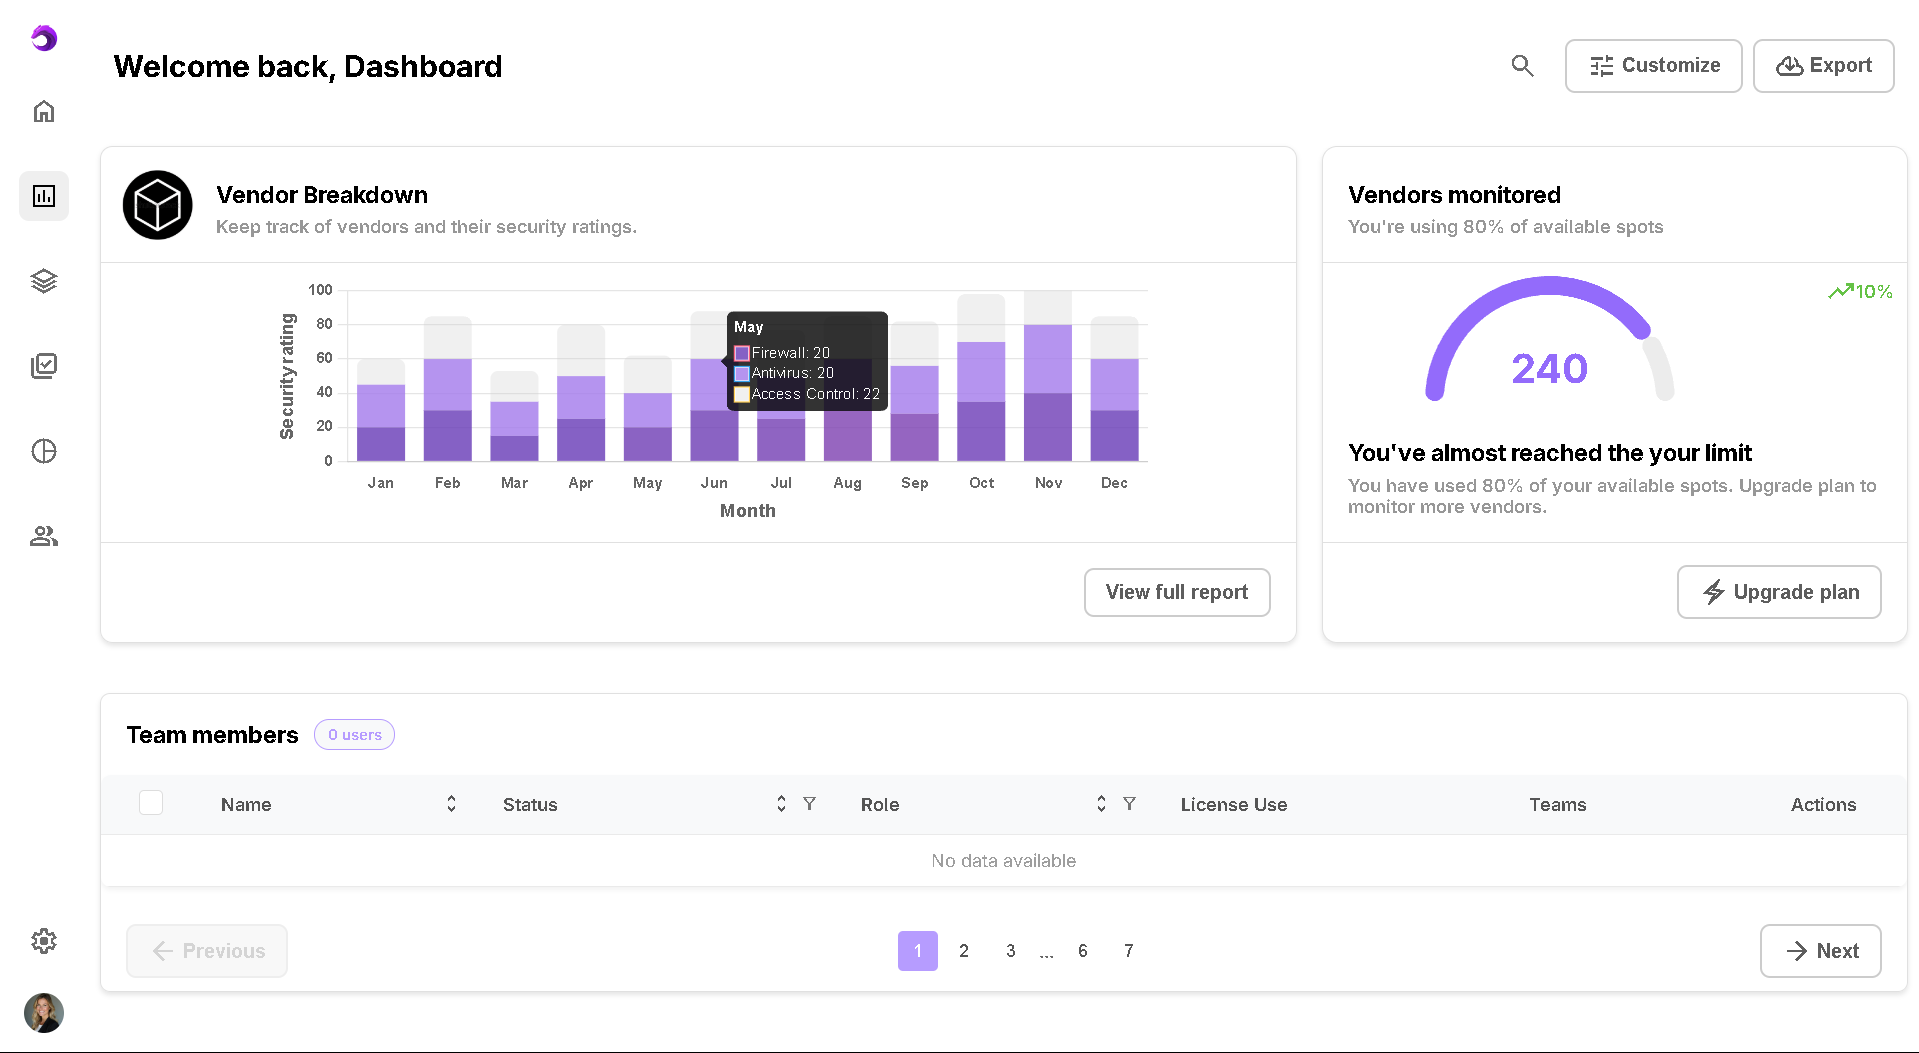 Welcome back, Dashboard
Customize
Export
Vendor Breakdown
Keep track of vendors and their security ratings.
Security rating
100
80
60
40
20
0
May
Firewall: 20
Antivirus: 20
Access Control: 22
Jan Feb Mar Apr May Jun Jul Aug Sep Oct Nov Dec
Month
View full report
Vendors monitored
You're using 80% of available spots
10%
240
You've almost reached the your limit
You have used 80% of your available spots. Upgrade plan to
monitor more vendors.
Upgrade plan
Team members 0 users
Name Status Role License Use Teams Actions
No data available
Previous 1 2 3 ... 6 7 Next